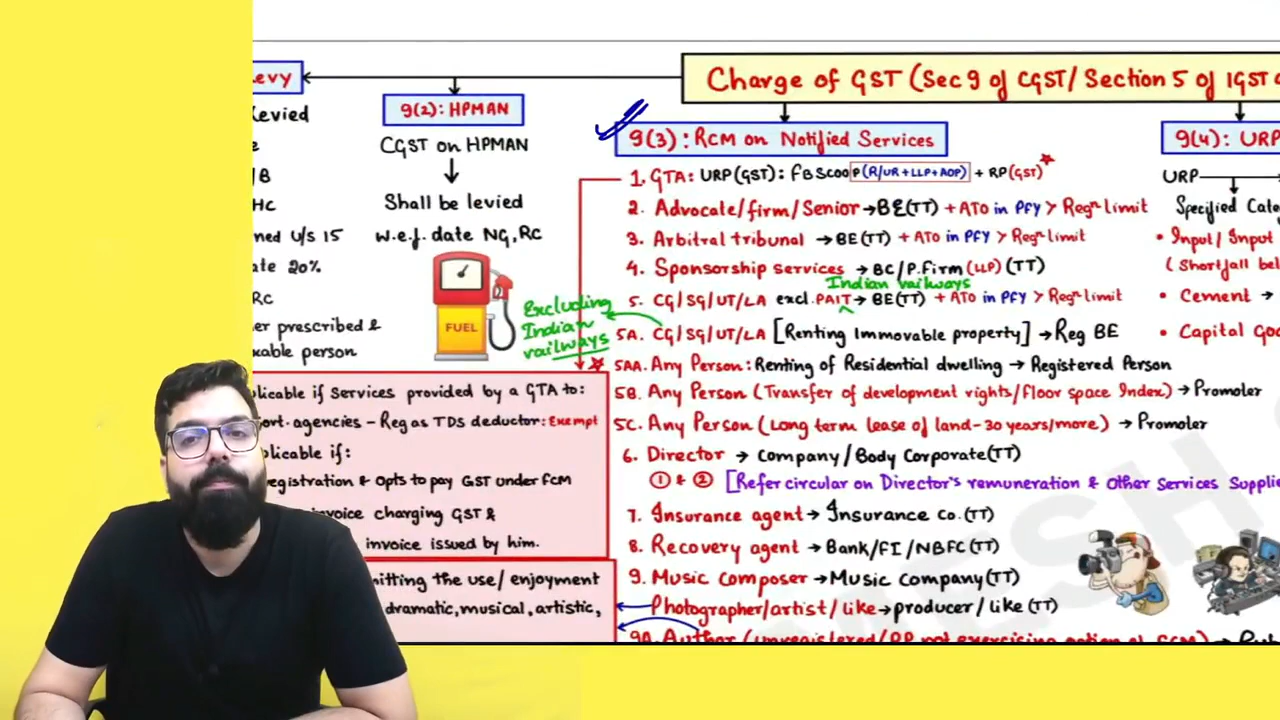 Charge of GST (Sec 9 of CGST/ Section 5 of IGST
evy
9(2): HPMAN
9(3): RCM on Notified Services
9(4): URP
evied
CGST on HPMAN
Shall be levied
w.e.f. date NG, RC
/B
HC
ned U/s 15
ate 20%
RC
er prescribed &
xable person
FUEL
Excluding
Indian
railways
1. GTA: URP(GST): FBSCOOP(R/UR+LLP+AOP) + RP(GST)
2. Advocate/firm/Senior→BE(TT) + ATO in PFY > Regn limit
3. Arbitral tribunal →BE(TT) + ATO in PFY > Regn limit
4. Sponsorship services → BC/P.firm(LLP)(TT)
Indian railways
5. CG/SG/UT/LA excl.PAIT→BE(TT) + ATO in PFY > Regn limit
5A. CG/SG/UT/LA [Renting Immovable property]→Reg BE
5AA. Any Person: Renting of Residential dwelling → Registered Person
5B. Any Person (Transfer of development rights/Floor space Index)→Promoter
5C. Any Person (Long term lease of land-30 years/more) → Promoter
6. Director → Company/Body Corporate(TT)
① & ② [Refer circular on Director's remuneration & other Services Supplie
7. Insurance agent→Insurance Co.(TT)
8. Recovery agent→Bank/FI/NBFC(TT)
9. Music composer→Music Company(TT)
Photographer/artist/like→producer/like(TT)
9A. Author (unregistered/
URP
Specified Cate
• Input/ Input
(Shortfall bel
• Cement →
• Capital Goo
plicable if services provided by a GTA to:
ort agencies – Reg as TDS deductor: Exempt
plicable if:
egistration & opts to pay GST under FCM
nvoice charging GST &
invoice issued by him.
mitting the use/ enjoyment
dramatic, musical, artistic,